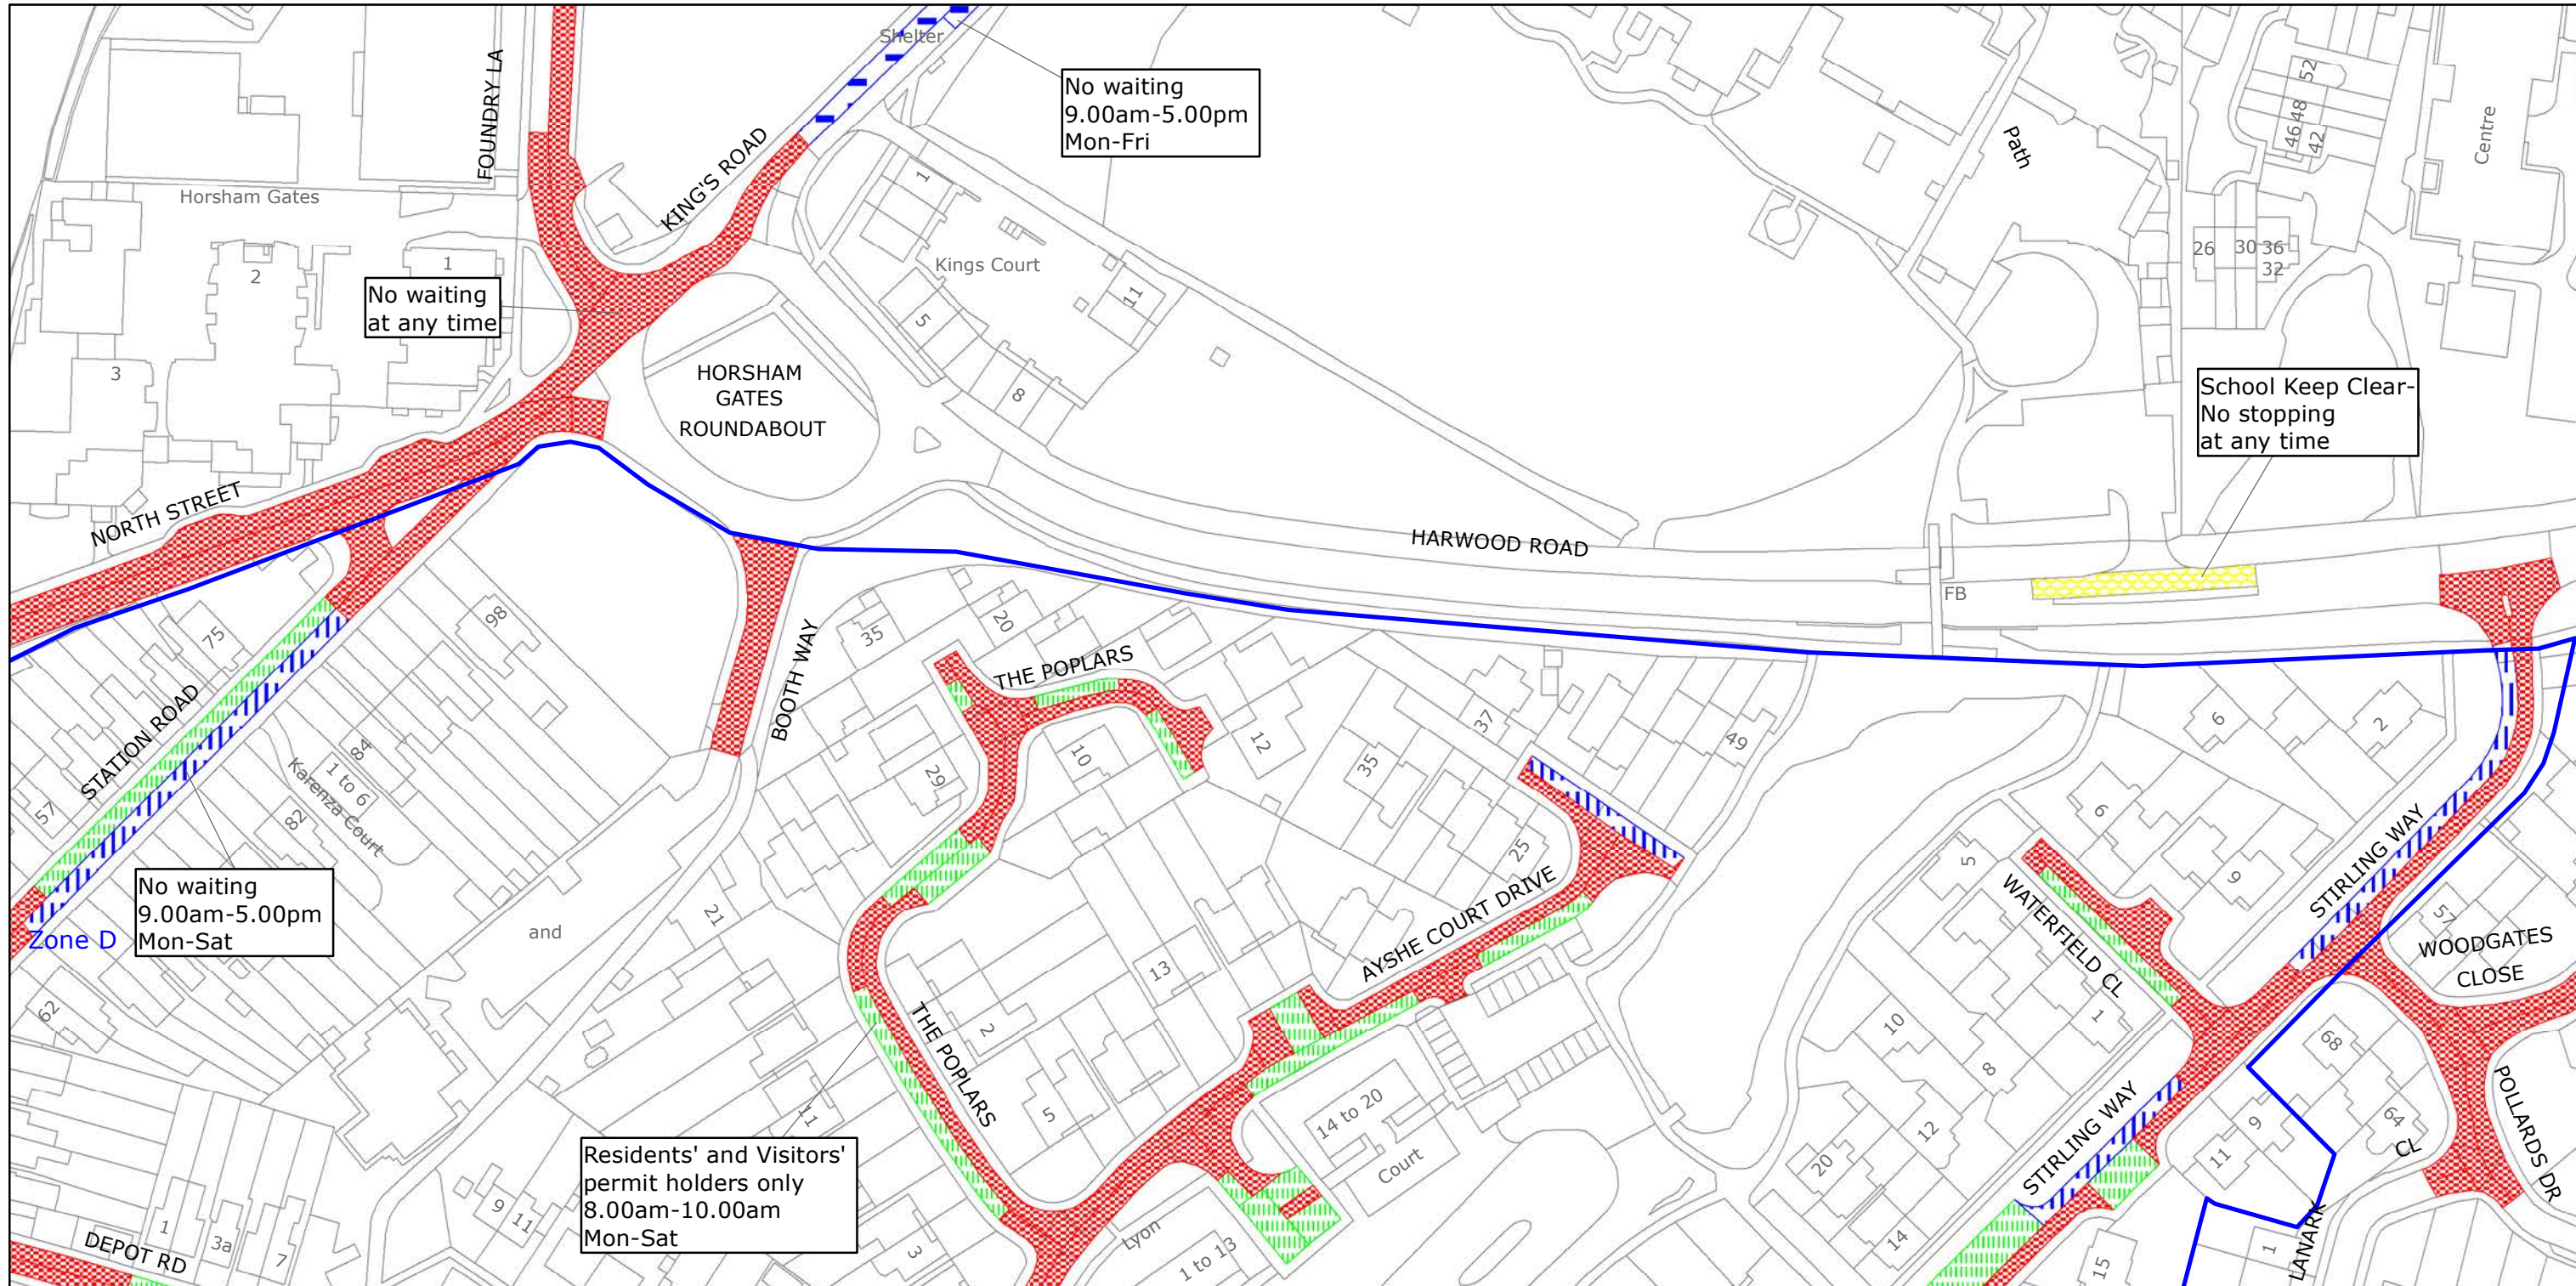 Shelter
No waiting
9.00am-5.00pm
Mon-Fri
FOUNDRY LA
KING'S ROAD
Path
52
46 48
42
Centre
Horsham Gates
1
2
1
Kings Court
26
30 36
32
No waiting
at any time
11
5
3
HORSHAM
GATES
ROUNDABOUT
8
School Keep Clear-
No stopping
at any time
NORTH STREET
HARWOOD ROAD
FB
75
98
35
20
THE POPLARS
BOOTH WAY
STATION ROAD
84
1 to 6
Karenza Court
82
57
29
10
12
37
49
35
25
6
2
6
5
9
STIRLING WAY
WATERFIELD CL
57
WOODGATES
CLOSE
No waiting
9.00am-5.00pm
Mon-Sat
Zone D
and
21
13
AYSHE COURT DRIVE
62
2
THE POPLARS
5
11
14 to 20
Court
10
8
1
68
64
CL
POLLARDS DR
STIRLING WAY
12
20
14
9
11
Residents' and Visitors'
permit holders only
8.00am-10.00am
Mon-Sat
9 11
1
3a
7
DEPOT RD
3
Lyon
1 to 13
15
1
LANARK